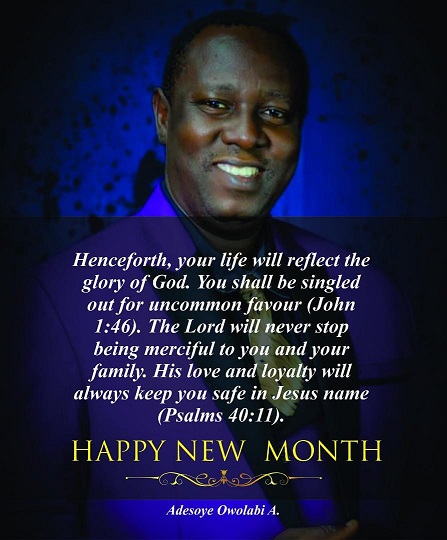 Henceforth, your life will reflect the
glory of God. You shall be singled
out for uncommon favour (John
1:46). The Lord will never stop
being merciful to you and your
family. His love and loyalty will
always keep you safe in Jesus name
(Psalms 40:11).
HAPPY NEW MONTH
Adesoye Owolabi A.